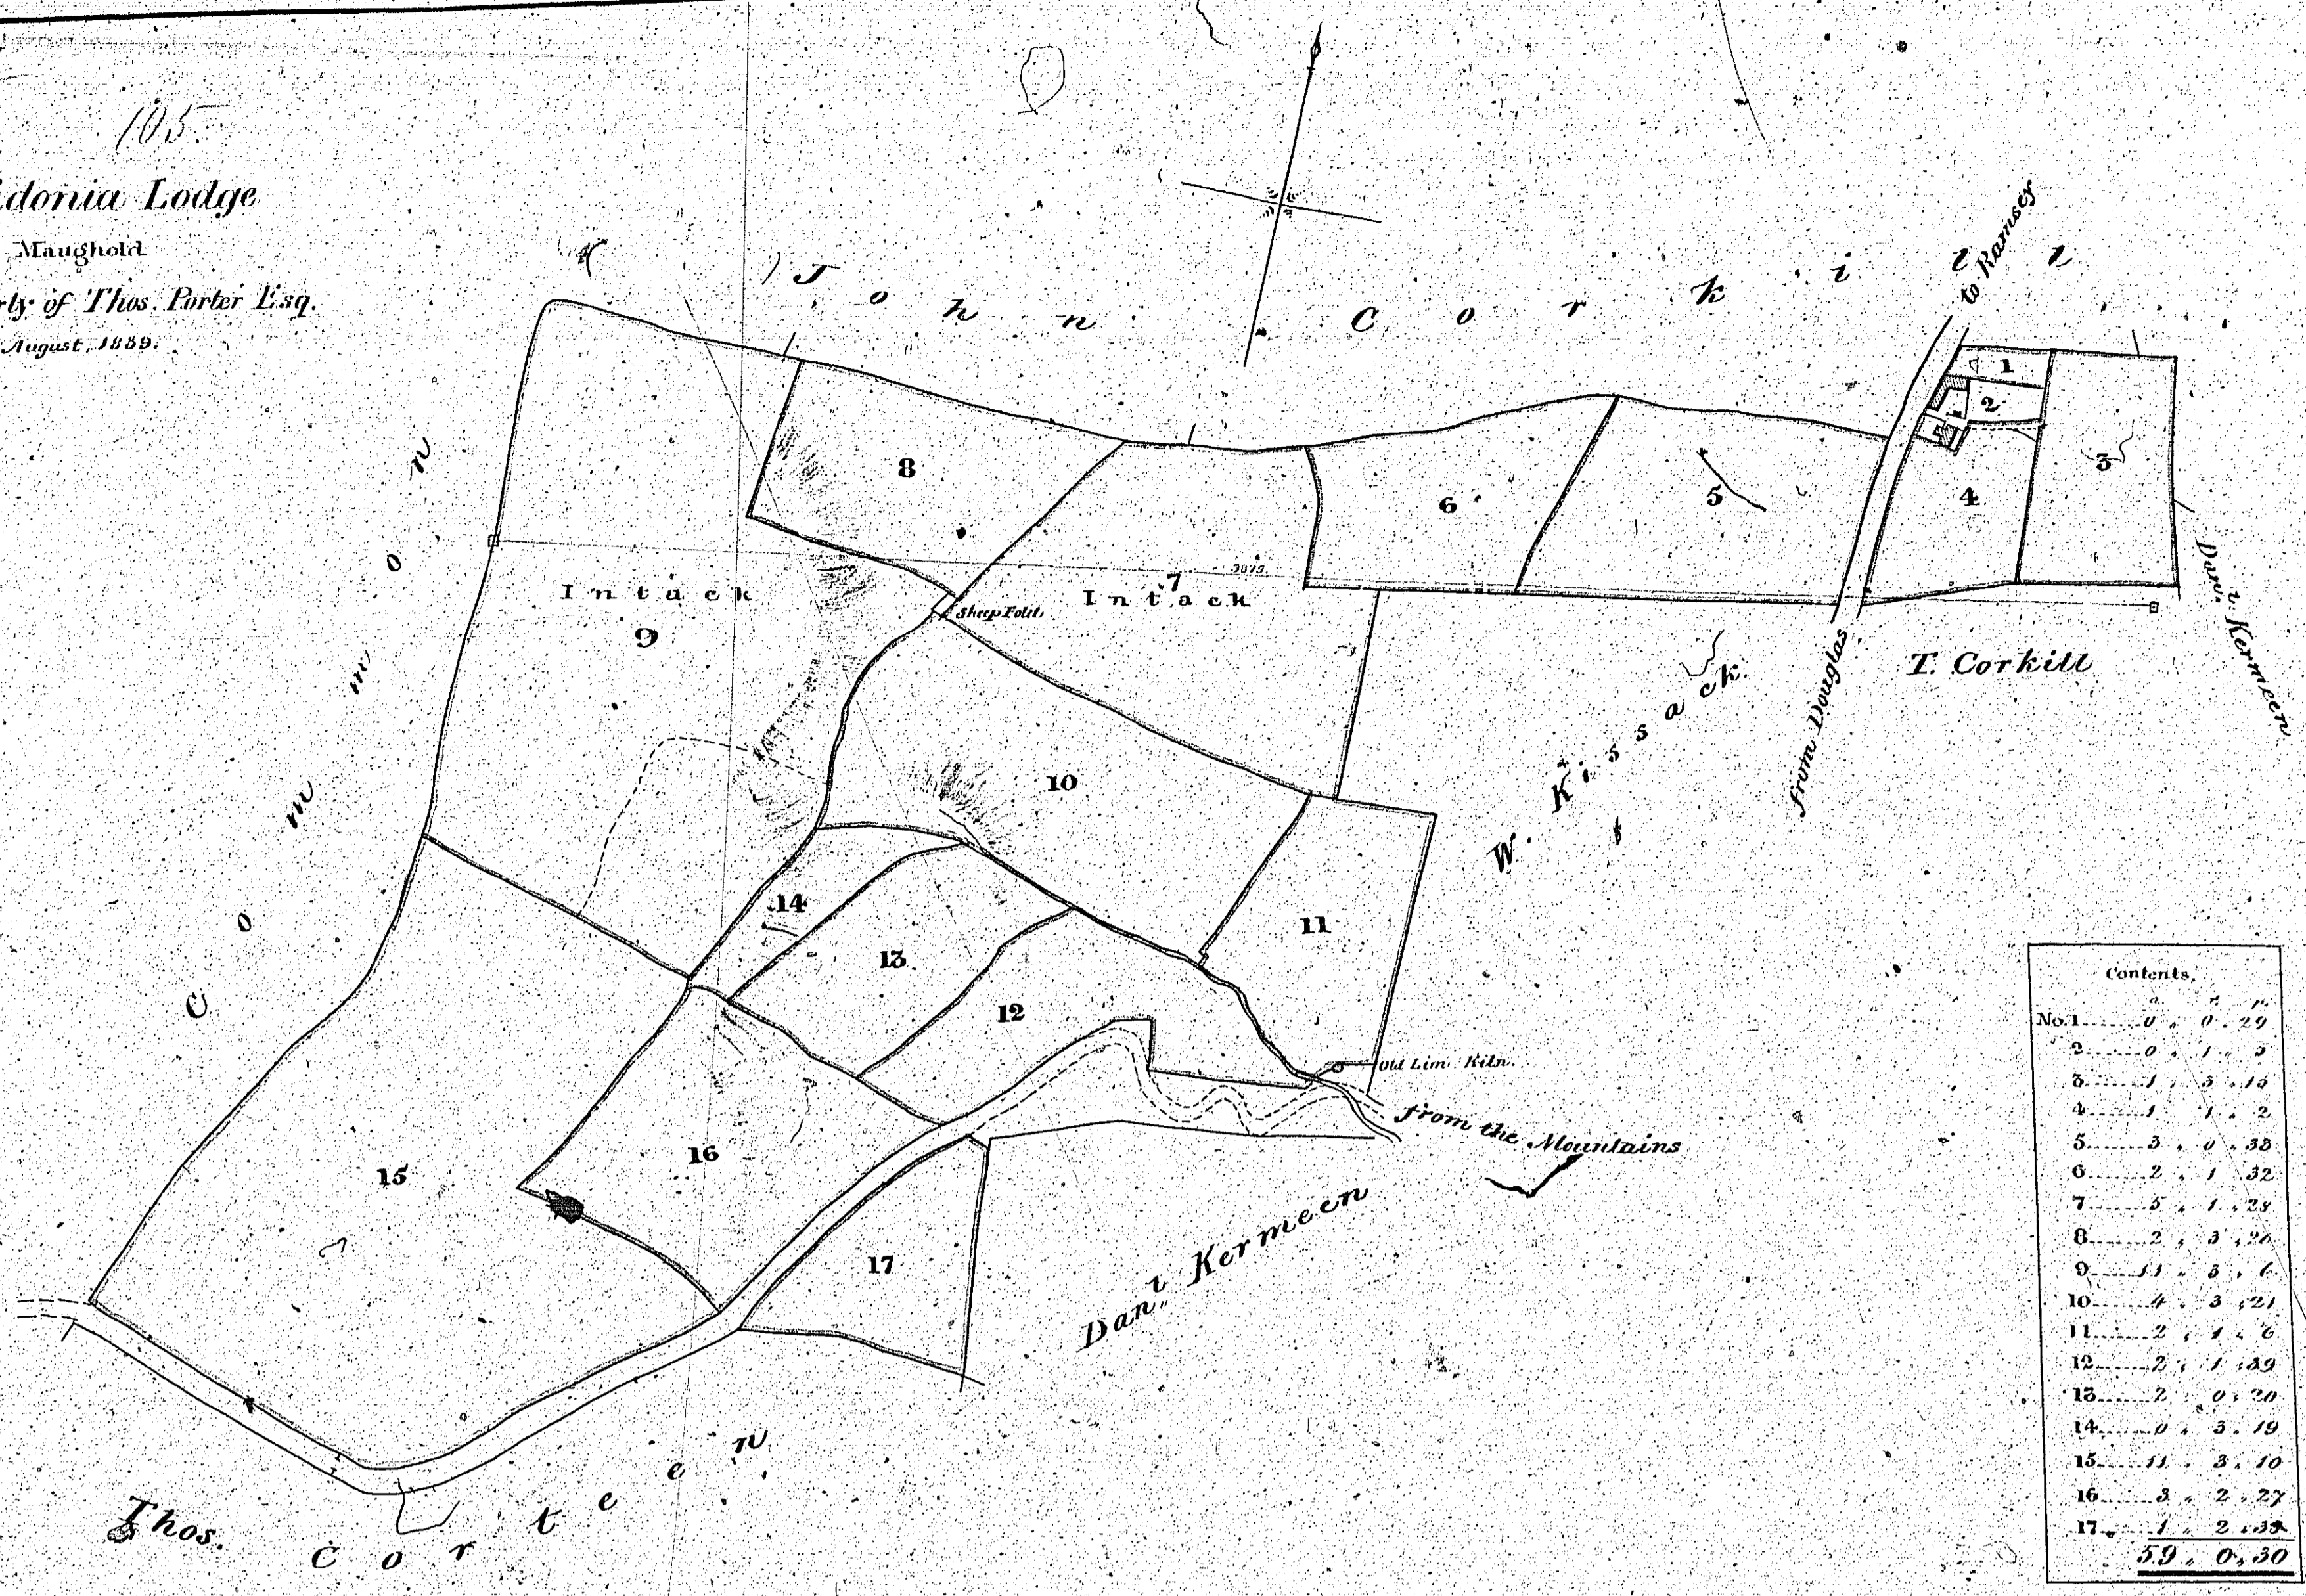 105.
donia Lodge
Maughold
rty of Thos. Porter Esq.
August, 1839.
John Corkill
to Ramsey
1
2
3
4
5
6
8
7
Intack
3073
Intack
9
Sheep Fold
Common
Danl. Kermeen
T. Corkill
from Douglas
W. Kissack.
10
11
14
13
12
Old Lim. Kiln.
from the Mountains
15
16
17
Danl. Kermeen
Thos. Corteen
Contents.
a. r. p.
No. 1 0 " 0 " 29
2 0 " 1 " 3
3 1 " 3 " 15
4 1 " 1 " 2
5 3 " 0 " 33
6 2 " 1 " 32
7 5 " 1 " 28
8 2 " 3 " 20
9 11 " 3 " 6
10 4 " 3 " 21
11 2 " 1 " 6
12 2 " 1 " 39
13 2 0 " 20
14 0 " 3 " 19
15 11 " 3 " 10
16 3 " 2 " 27
17 1 " 2 "
59 " 0 " 30